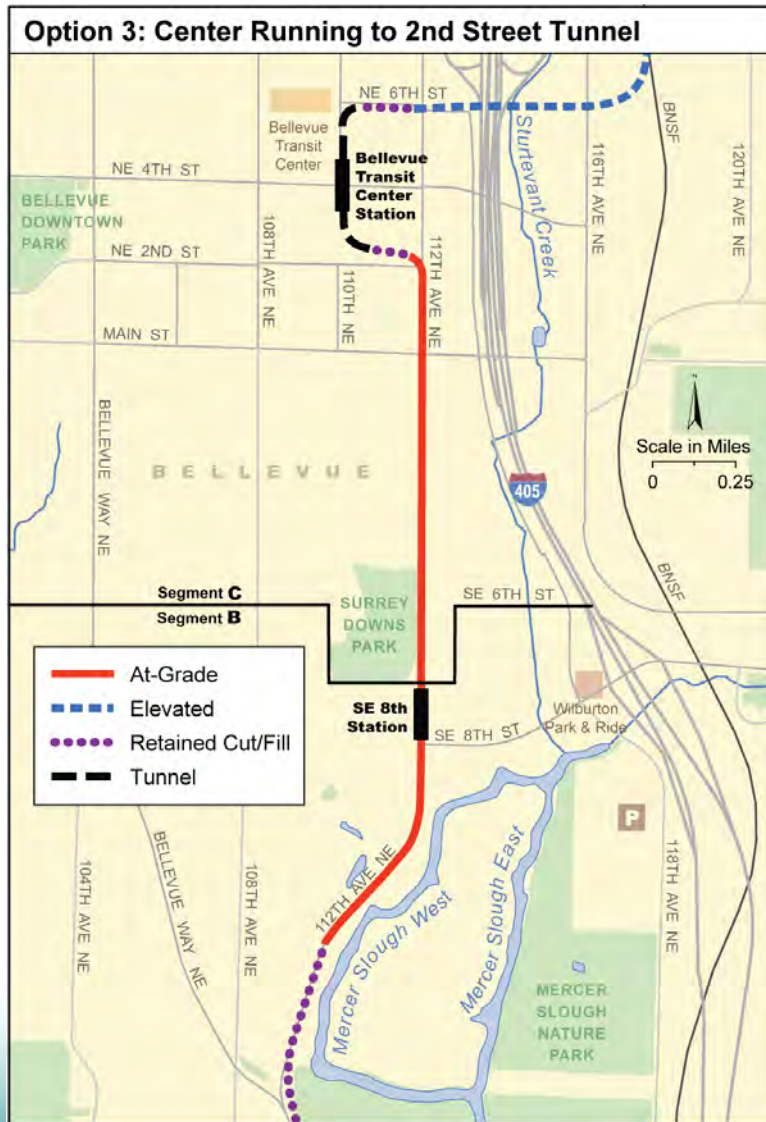 Option 3: Center Running to 2nd Street Tunnel
NE 6TH ST
Bellevue
Transit
Center
Bellevue
Transit
Center
Station
NE 4TH ST
BELLEVUE
DOWNTOWN
PARK
NE 2ND ST
108TH AVE NE
110TH NE
112TH AVE NE
Sturtevant Creek
116TH AVE NE
BNSF
120TH AVE NE
MAIN ST
BELLEVUE WAY NE
BELLEVUE
405
Scale in Miles
0 0.25
BNSF
Segment C
Segment B
SURREY
DOWNS
PARK
SE 6TH ST
At-Grade
Elevated
Retained Cut/Fill
Tunnel
SE 8th
Station
SE 8TH ST
Wilburton
Park & Ride
P
104TH AVE NE
BELLEVUE WAY NE
108TH AVE NE
112TH AVE NE
Mercer Slough West
Mercer Slough East
118TH AVE NE
MERCER
SLOUGH
NATURE
PARK